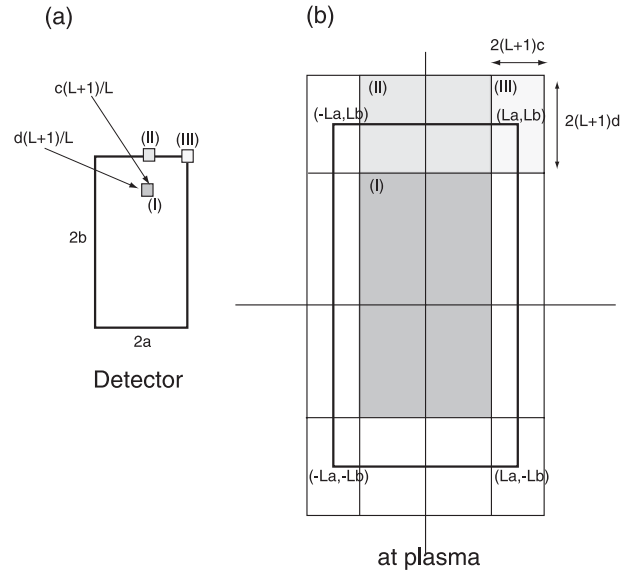 (a)
c(L+1)/L
d(L+1)/L
(II)
(III)
(I)
2b
2a
Detector
(b)
2(L+1)c
(II)
(III)
(-La,Lb)
(La,Lb)
2(L+1)d
(I)
(-La,-Lb)
(La,-Lb)
at plasma